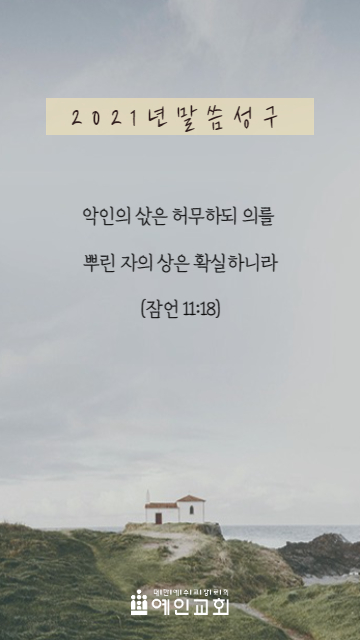 2021년말씀성구
악인의 삯은 허무하되 의를
뿌린 자의 상은 확실하니라
(잠언 11:18)
예인교회